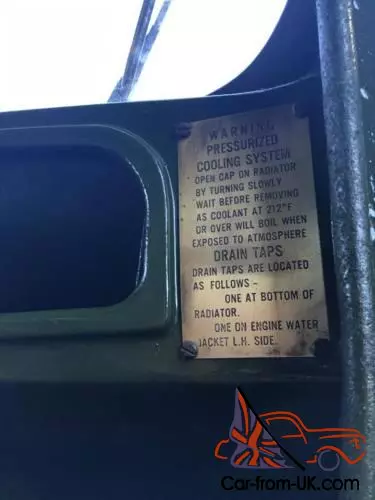 WARNING
PRESSURIZED
COOLING SYSTEM
OPEN CAP ON RADIATOR
BY TURNING SLOWLY
WAIT BEFORE REMOVING
AS COOLANT AT 212°F
OR OVER WILL BOIL WHEN
EXPOSED TO ATMOSPHERE
DRAIN TAPS
DRAIN TAPS ARE LOCATED
AS FOLLOWS -
ONE AT BOTTOM OF
RADIATOR.
ONE ON ENGINE WATER
JACKET L.H. SIDE.
Car-from-UK.com